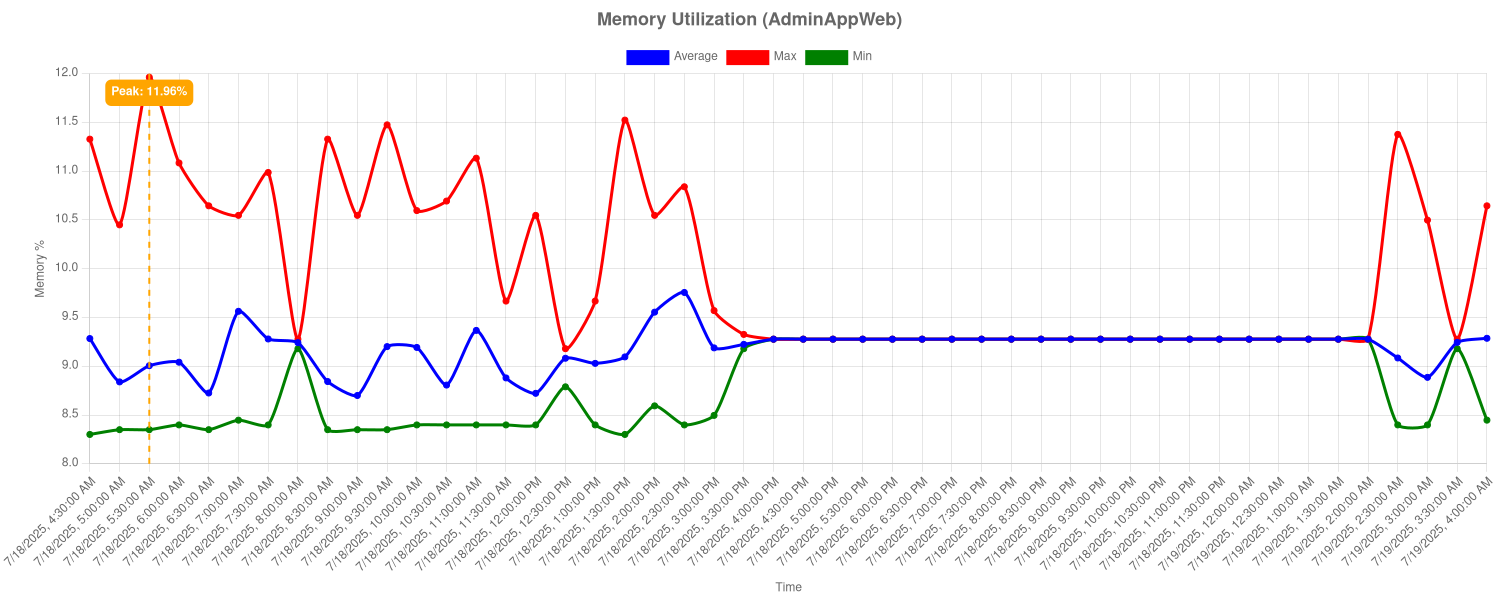 Memory Utilization (AdminAppWeb)
Average Max Min
12.0
Peak: 11.96%
11.5
11.0
10.5
10.0
Memory %
9.5
9.0
8.5
8.0
7/18/2025, 4:30:00 AM
7/18/2025, 5:00:00 AM
7/18/2025, 5:30:00 AM
7/18/2025, 6:00:00 AM
7/18/2025, 6:30:00 AM
7/18/2025, 7:00:00 AM
7/18/2025, 7:30:00 AM
7/18/2025, 8:00:00 AM
7/18/2025, 8:30:00 AM
7/18/2025, 9:00:00 AM
7/18/2025, 9:30:00 AM
7/18/2025, 10:00:00 AM
7/18/2025, 10:30:00 AM
7/18/2025, 11:00:00 AM
7/18/2025, 11:30:00 AM
7/18/2025, 12:00:00 PM
7/18/2025, 12:30:00 PM
7/18/2025, 1:00:00 PM
7/18/2025, 1:30:00 PM
7/18/2025, 2:00:00 PM
7/18/2025, 2:30:00 PM
7/18/2025, 3:00:00 PM
7/18/2025, 3:30:00 PM
7/18/2025, 4:00:00 PM
7/18/2025, 4:30:00 PM
7/18/2025, 5:00:00 PM
7/18/2025, 5:30:00 PM
7/18/2025, 6:00:00 PM
7/18/2025, 6:30:00 PM
7/18/2025, 7:00:00 PM
7/18/2025, 7:30:00 PM
7/18/2025, 8:00:00 PM
7/18/2025, 8:30:00 PM
7/18/2025, 9:00:00 PM
7/18/2025, 9:30:00 PM
7/18/2025, 10:00:00 PM
7/18/2025, 10:30:00 PM
7/18/2025, 11:00:00 PM
7/18/2025, 11:30:00 PM
7/19/2025, 12:00:00 AM
7/19/2025, 12:30:00 AM
7/19/2025, 1:00:00 AM
7/19/2025, 1:30:00 AM
7/19/2025, 2:00:00 AM
7/19/2025, 2:30:00 AM
7/19/2025, 3:00:00 AM
7/19/2025, 3:30:00 AM
7/19/2025, 4:00:00 AM
Time